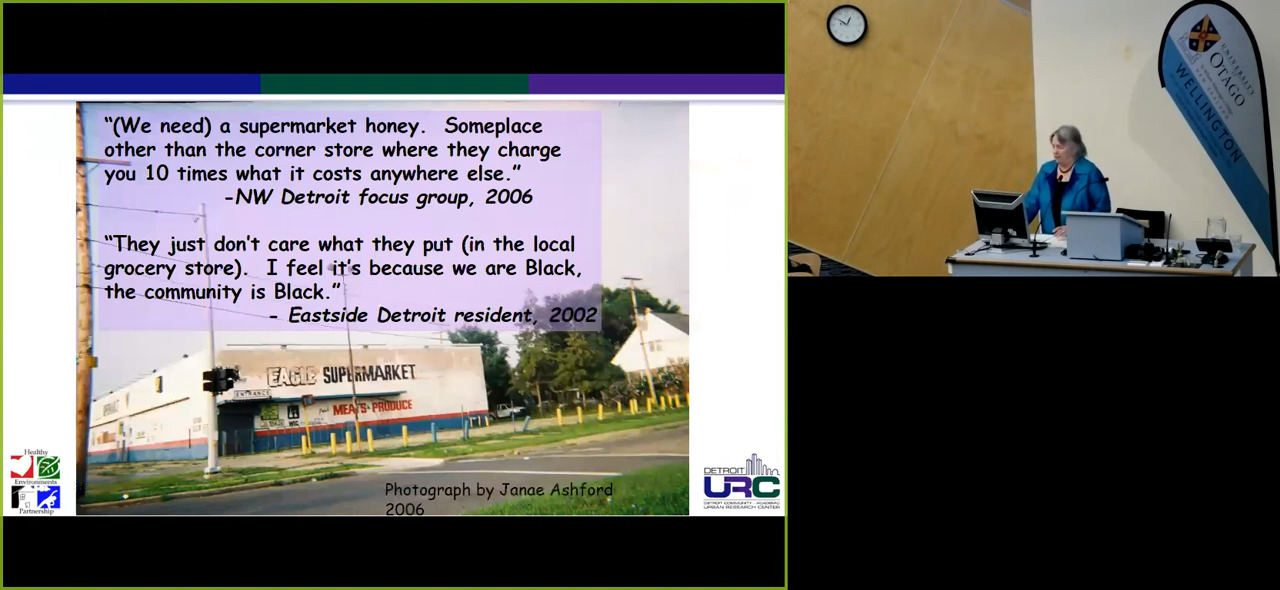 “(We need) a supermarket honey.  Someplace
other than the corner store where they charge
you 10 times what it costs anywhere else.”
-NW Detroit focus group, 2006
“They just don’t care what they put (in the local
grocery store).  I feel it’s because we are Black,
the community is Black.”
- Eastside Detroit resident, 2002
EAGLE SUPERMARKET
ENTRANCE
MEATS·PRODUCE
WIC
Photograph by Janae Ashford
2006
Healthy
Environments
Partnership
DETROIT
URC
DETROIT COMMUNITY - ACADEMIC
URBAN RESEARCH CENTER
UNIVERSITY
OTAGO
WELLINGTON